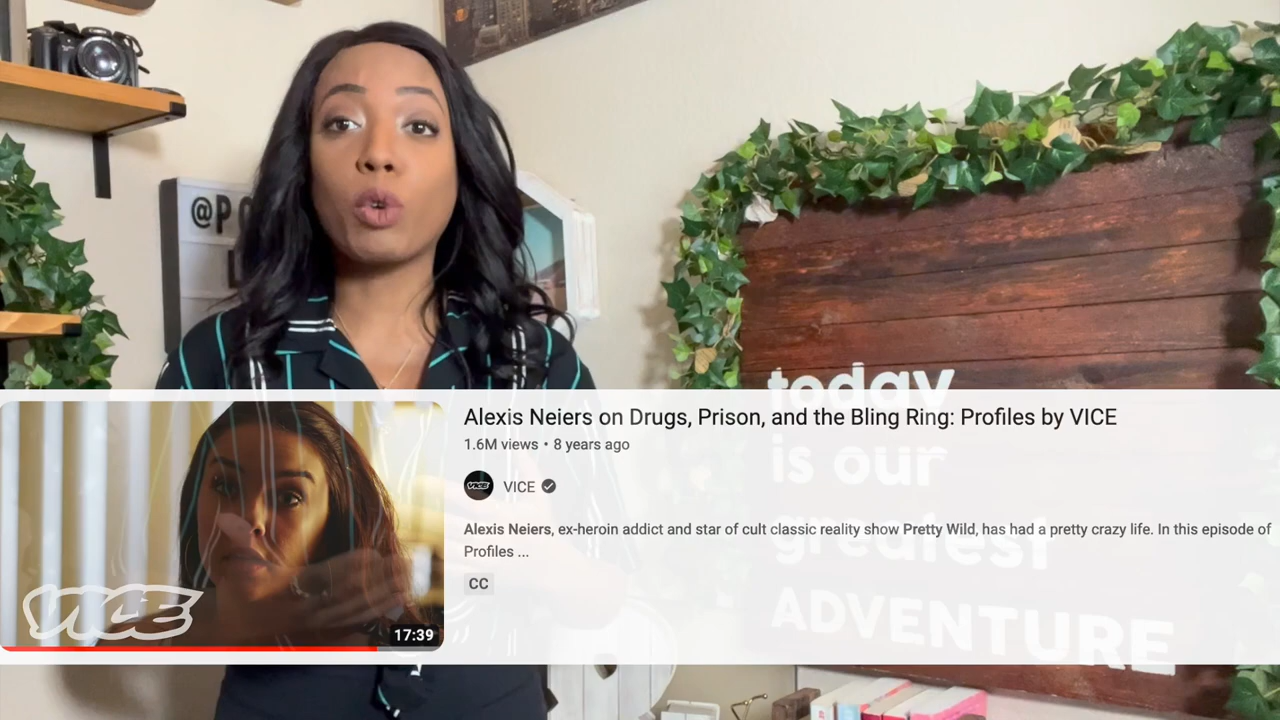 @PO
today
Alexis Neiers on Drugs, Prison, and the Bling Ring: Profiles by VICE
1.6M views • 8 years ago
is our
VICE
VICE
Alexis Neiers, ex-heroin addict and star of cult classic reality show Pretty Wild, has had a pretty crazy life. In this episode of
Profiles ...
greatest
CC
ADVENTURE
VICE
17:39